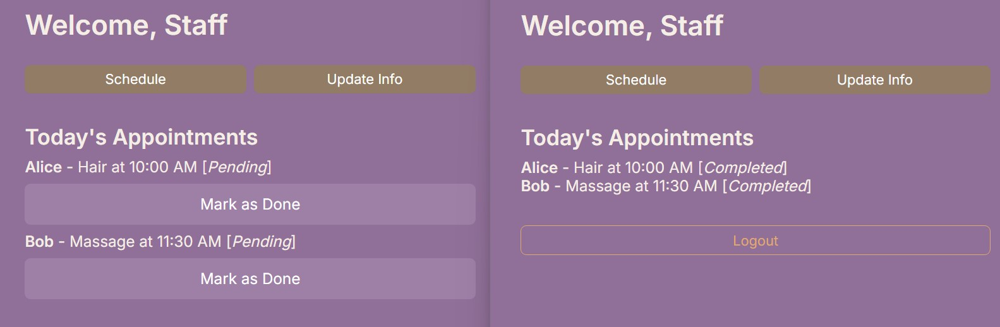 Welcome, Staff
Schedule
Update Info
Today's Appointments
Alice - Hair at 10:00 AM [Pending]
Mark as Done
Bob - Massage at 11:30 AM [Pending]
Mark as Done
Welcome, Staff
Schedule
Update Info
Today's Appointments
Alice - Hair at 10:00 AM [Completed]
Bob - Massage at 11:30 AM [Completed]
Logout